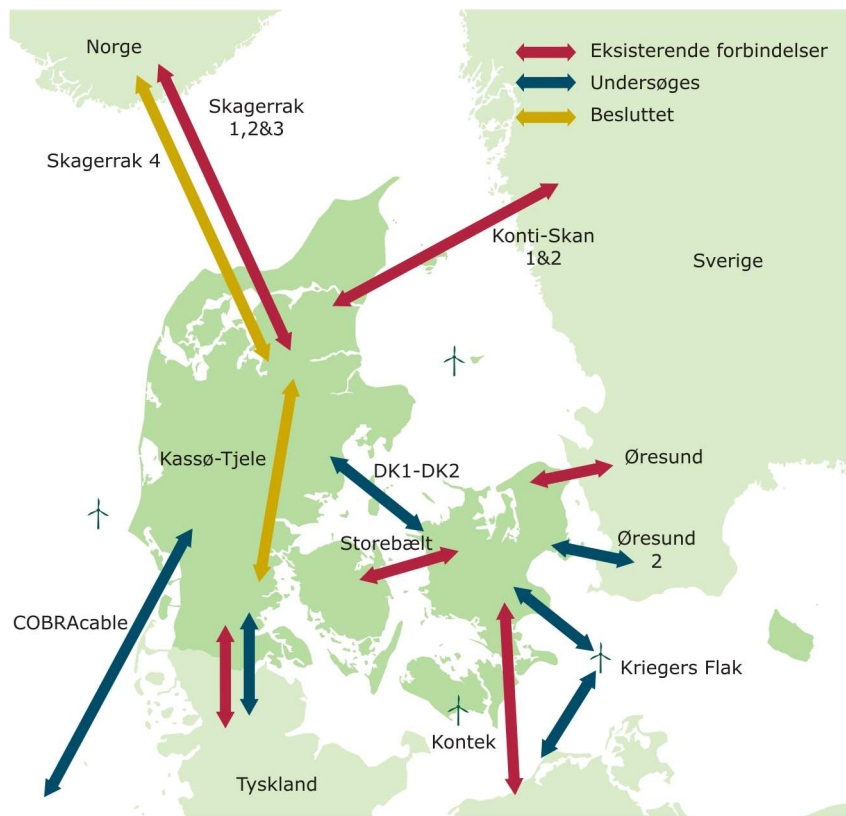 Norge
Eksisterende forbindelser
Undersøges
Besluttet
Skagerrak
1,2&3
Skagerrak 4
Konti-Skan
1&2
Sverige
Kassø-Tjele
DK1-DK2
Øresund
Storebælt
Øresund
2
COBRAcable
Kriegers Flak
Kontek
Tyskland